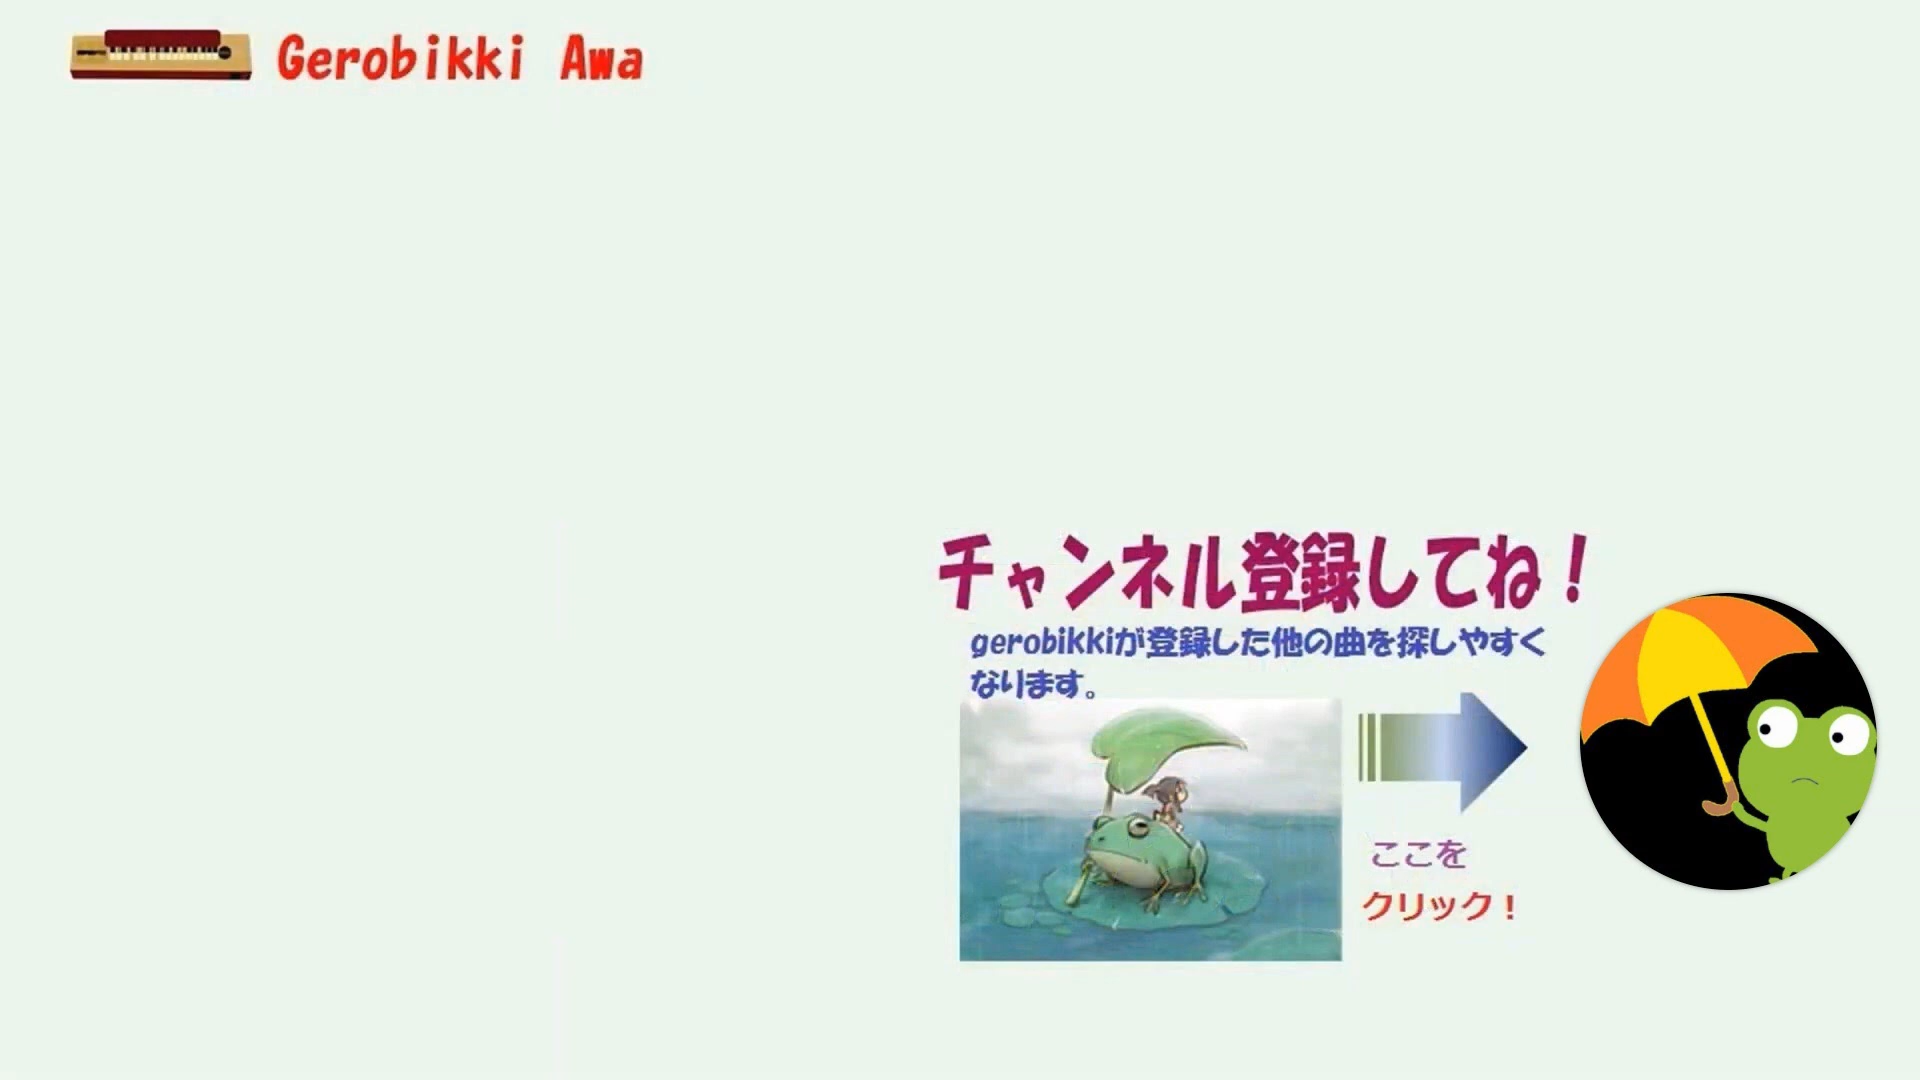 Gerobikki Awa
チャンネル登録してね！
gerobikkiが登録した他の曲を探しやすく
なります。
ここを
クリック！